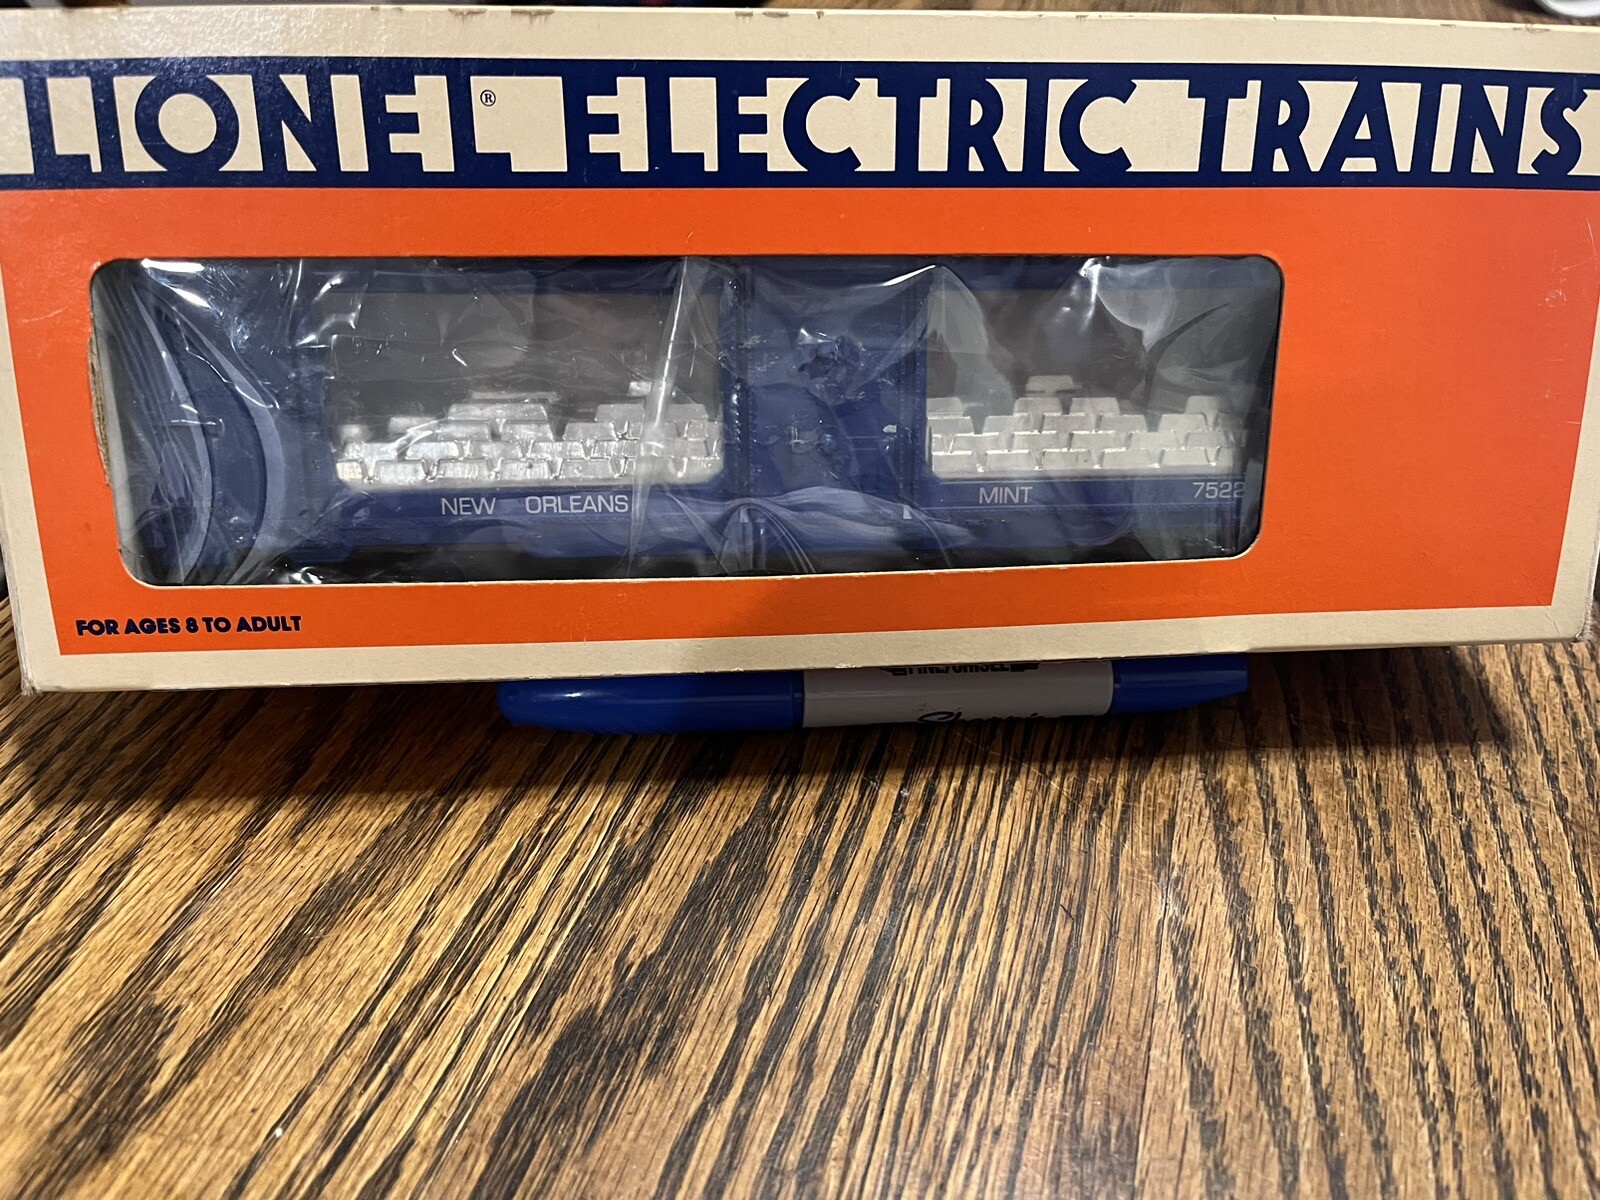 LIONEL® ELECTRIC TRAINS
NEW ORLEANS MINT 7522
FOR AGES 8 TO ADULT